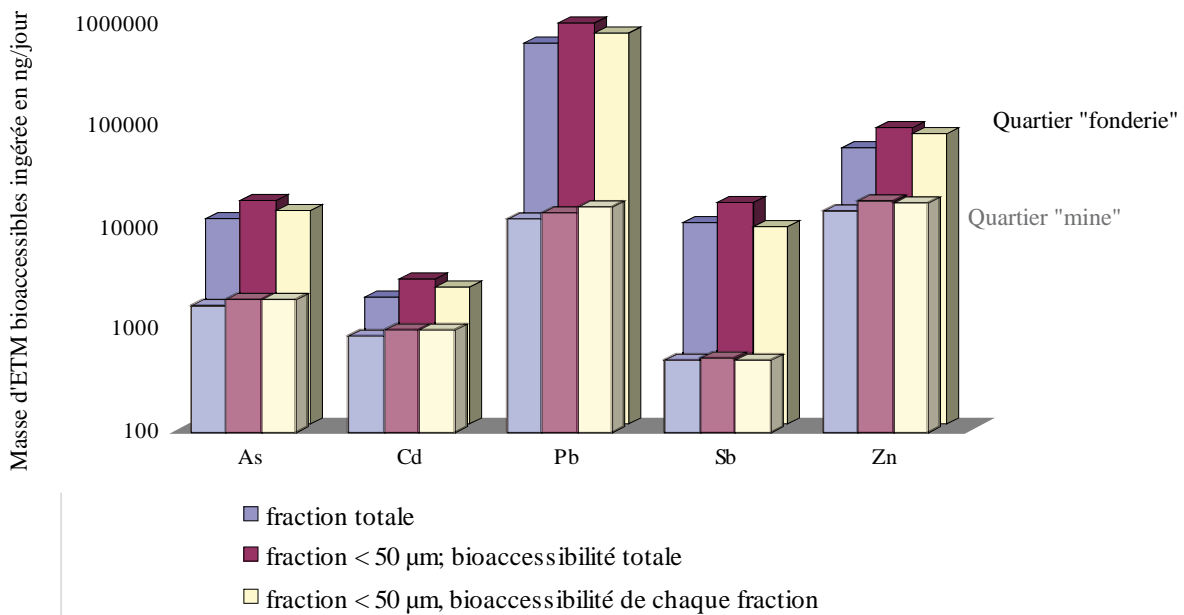 Masse d'ETM bioaccessibles ingérée en ng/jour
1000000
100000
10000
1000
100
As
Cd
Pb
Sb
Zn
Quartier "fonderie"
Quartier "mine"
fraction totale
fraction < 50 µm; bioaccessibilité totale
fraction < 50 µm, bioaccessibilité de chaque fraction